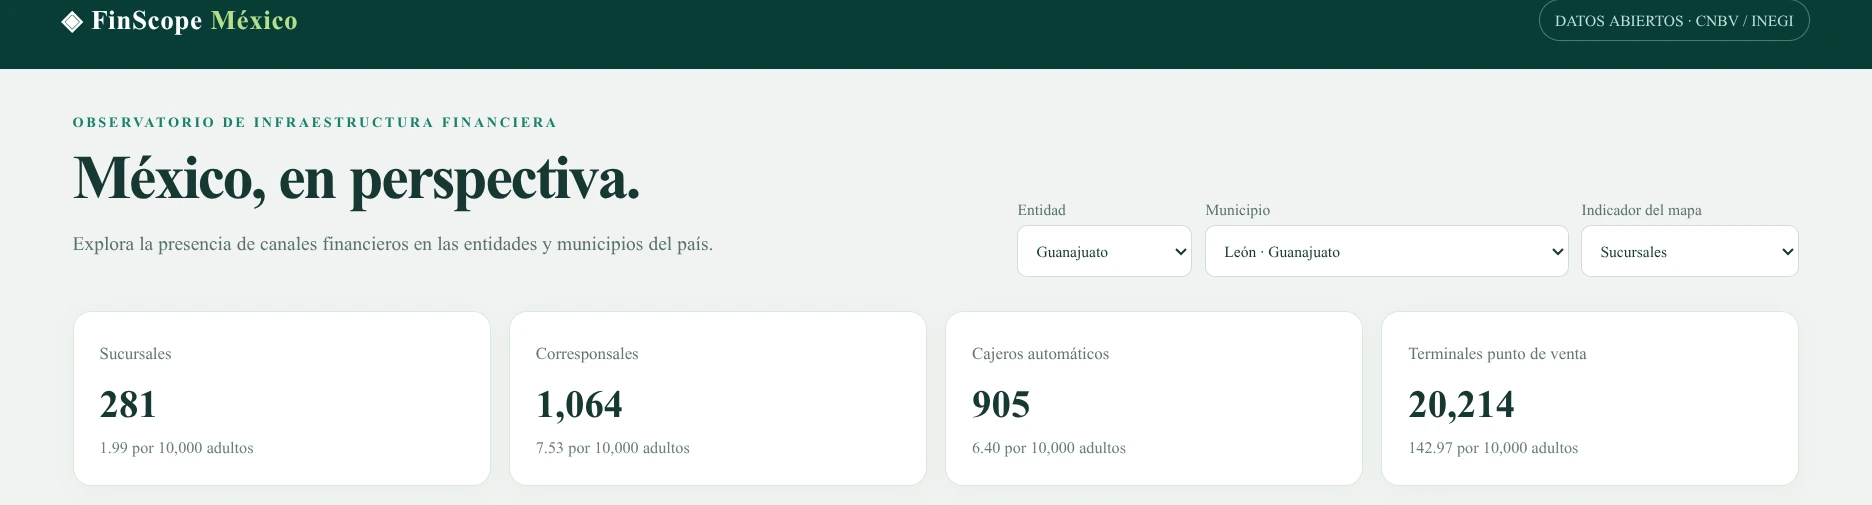 ◈ FinScope México
DATOS ABIERTOS · CNBV / INEGI
OBSERVATORIO DE INFRAESTRUCTURA FINANCIERA
México, en perspectiva.
Explora la presencia de canales financieros en las entidades y municipios del país.
Entidad
Guanajuato
Municipio
León · Guanajuato
Indicador del mapa
Sucursales
Sucursales
281
1.99 por 10,000 adultos
Corresponsales
1,064
7.53 por 10,000 adultos
Cajeros automáticos
905
6.40 por 10,000 adultos
Terminales punto de venta
20,214
142.97 por 10,000 adultos